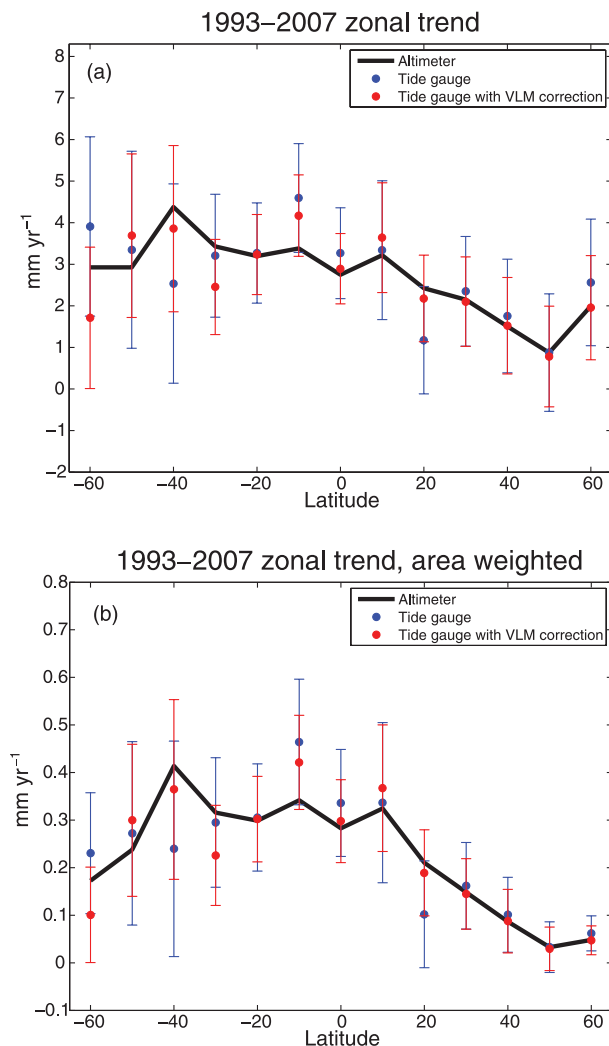 1993–2007 zonal trend
(a)
Altimeter
Tide gauge
Tide gauge with VLM correction
8
7
6
5
4
3
2
1
0
−1
−2
mm yr⁻¹
−60 −40 −20 0 20 40 60
Latitude
1993–2007 zonal trend, area weighted
(b)
Altimeter
Tide gauge
Tide gauge with VLM correction
0.8
0.7
0.6
0.5
0.4
0.3
0.2
0.1
0
−0.1
mm yr⁻¹
−60 −40 −20 0 20 40 60
Latitude